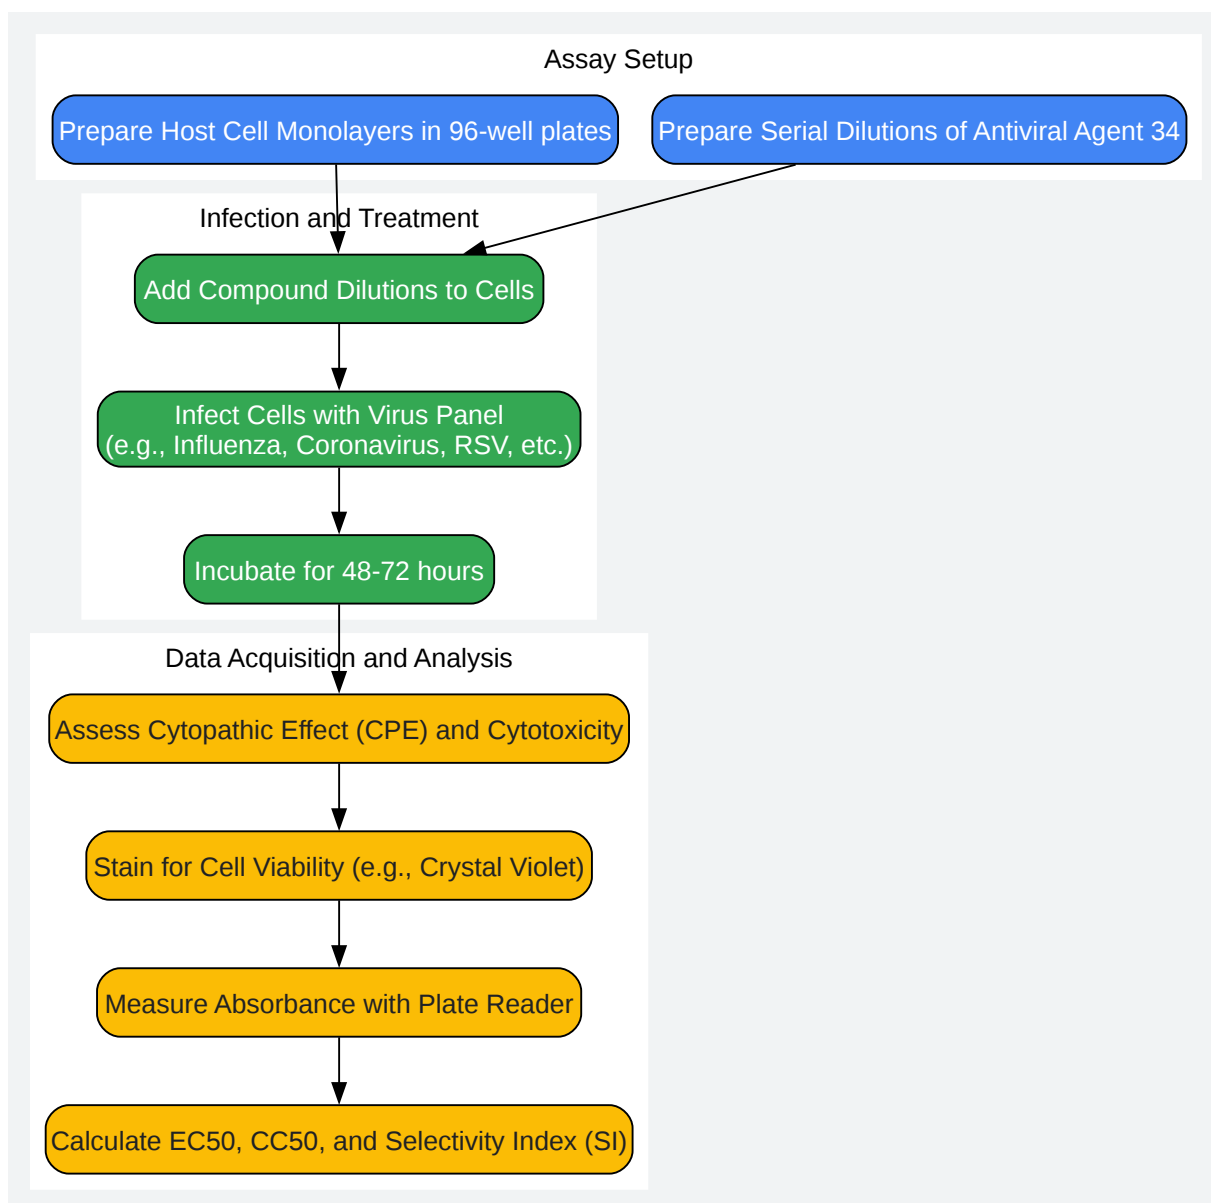 Assay Setup
Prepare Host Cell Monolayers in 96-well plates
Prepare Serial Dilutions of Antiviral Agent 34
Infection and Treatment
Add Compound Dilutions to Cells
Infect Cells with Virus Panel
(e.g., Influenza, Coronavirus, RSV, etc.)
Incubate for 48-72 hours
Data Acquisition and Analysis
Assess Cytopathic Effect (CPE) and Cytotoxicity
Stain for Cell Viability (e.g., Crystal Violet)
Measure Absorbance with Plate Reader
Calculate EC50, CC50, and Selectivity Index (SI)